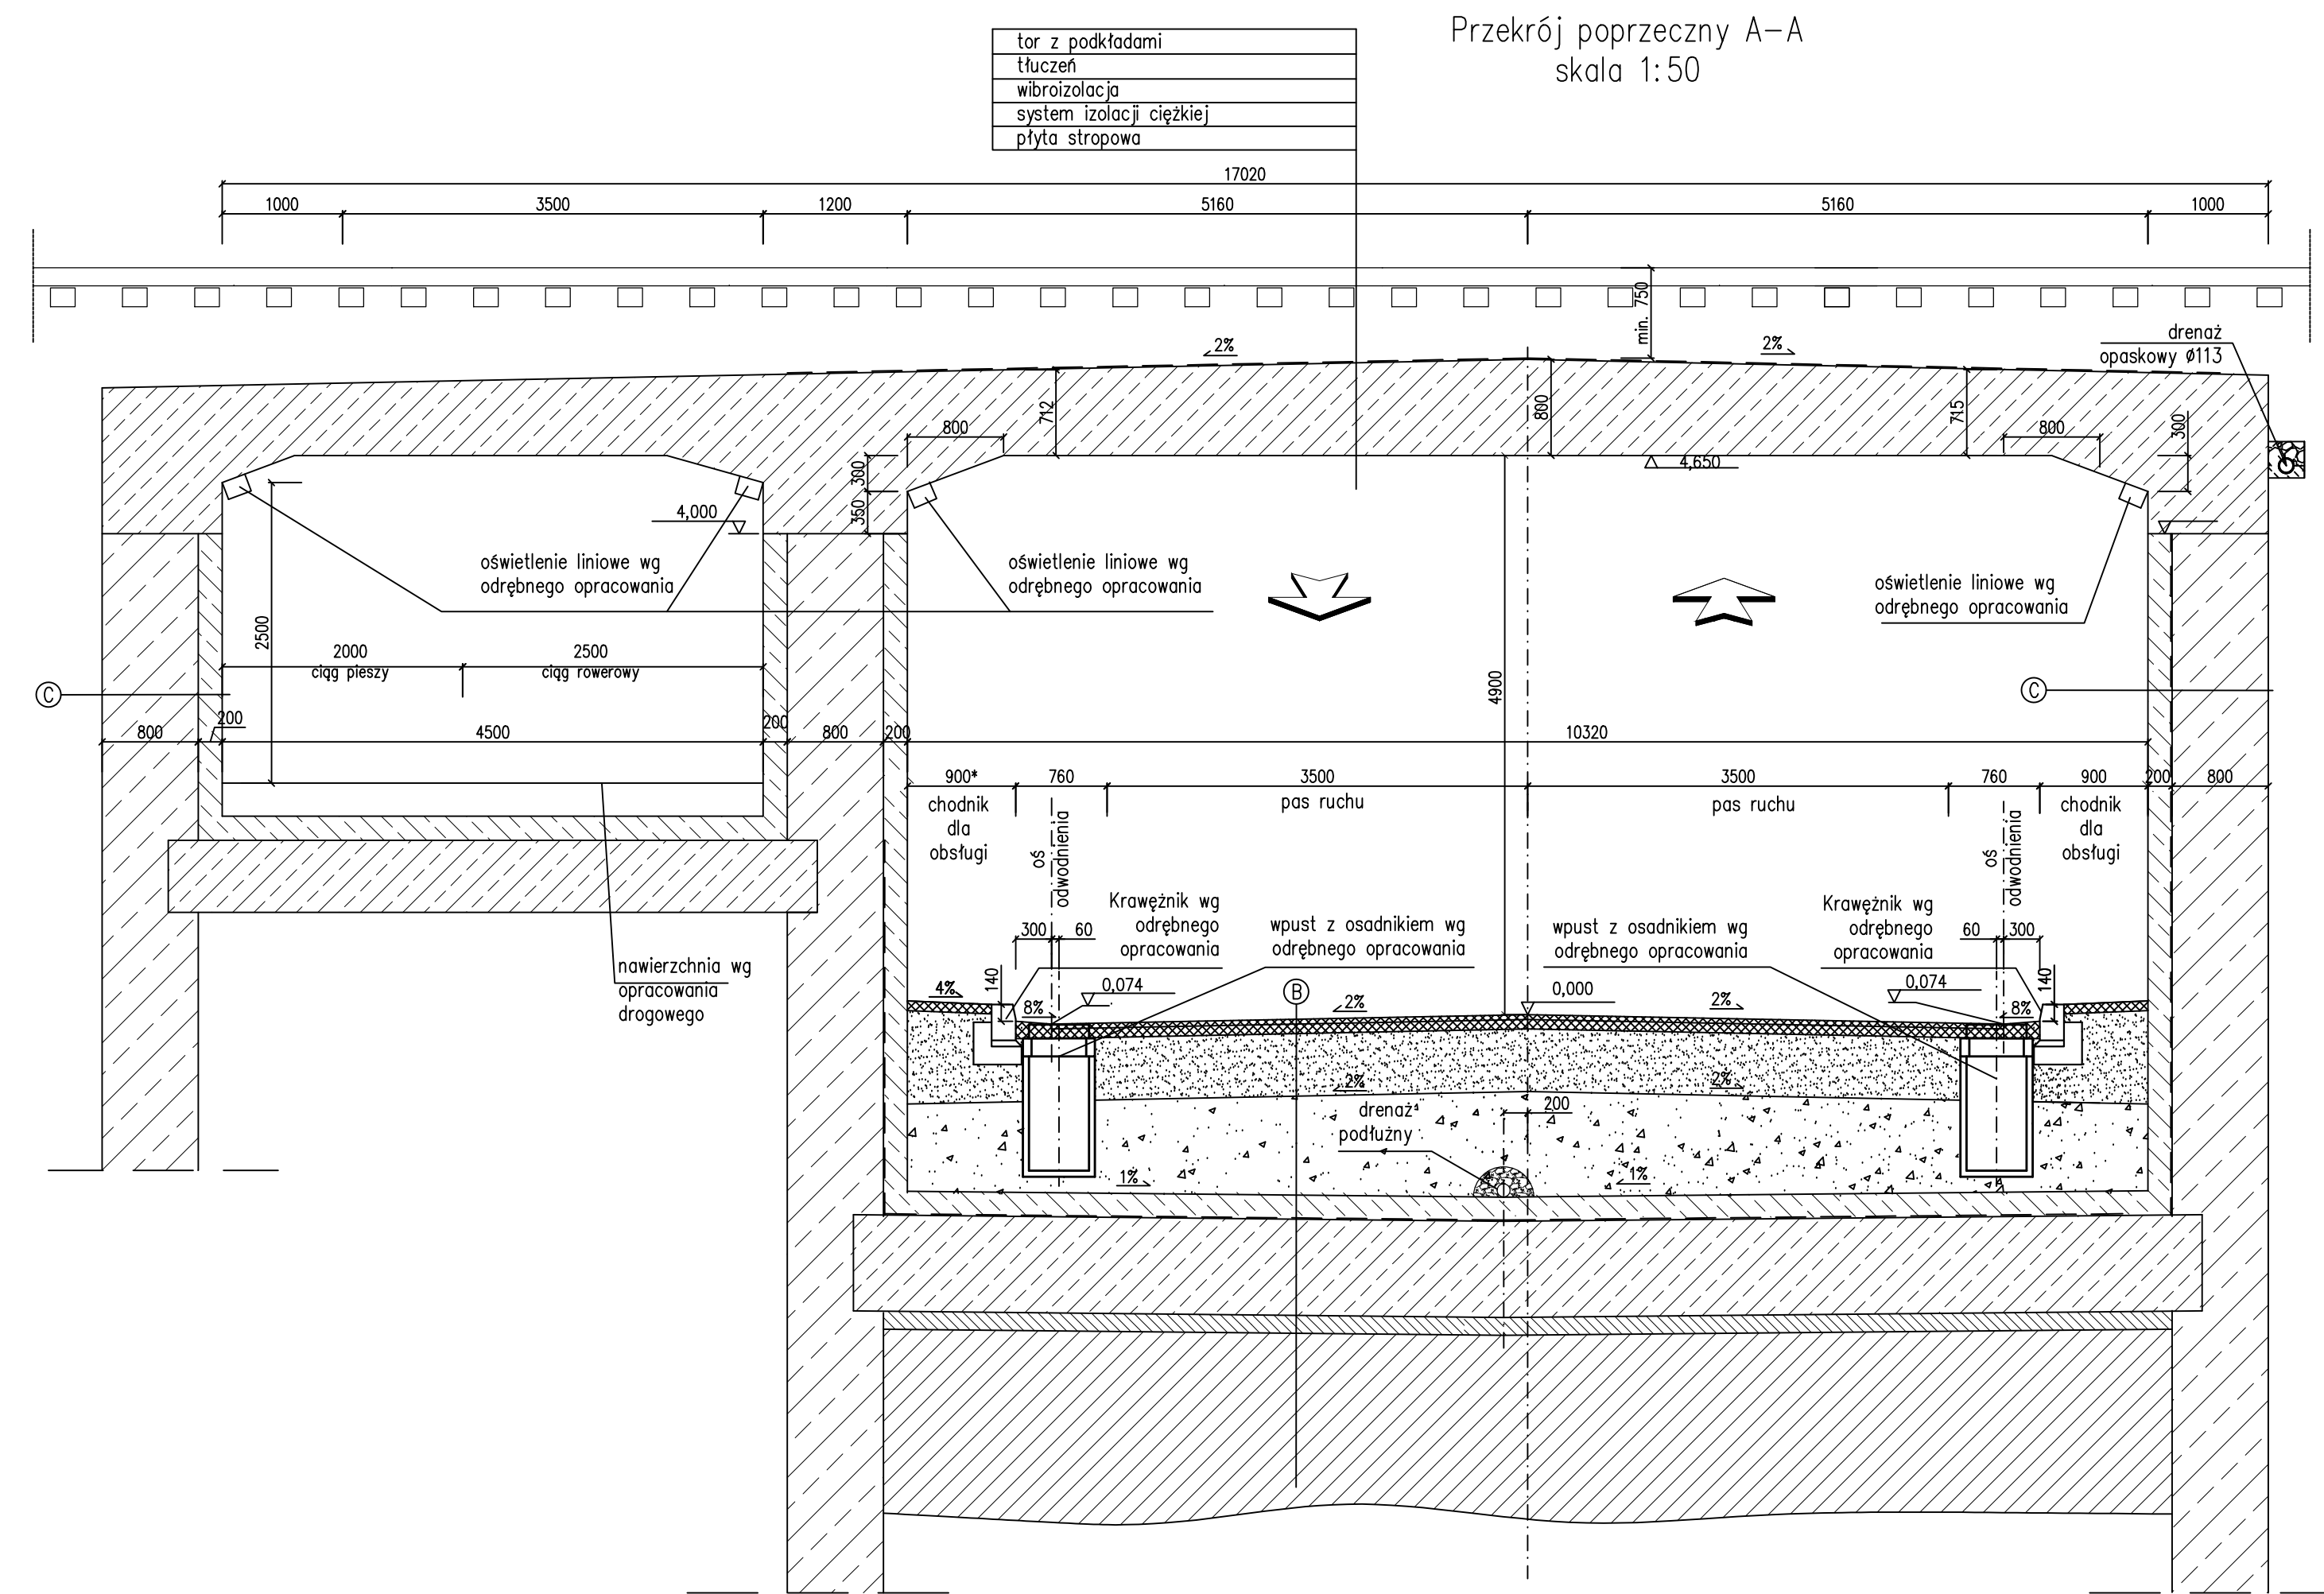 Przekrój poprzeczny A–A
skala 1:50
tor z podkładami
tłuczeń
wibroizolacja
system izolacji ciężkiej
płyta stropowa
17020
1000
3500
1200
5160
5160
1000
min. 750
2%
2%
drenaż
opaskowy Ø113
712
800
715
800
800
300
300
350
4,650
4,000
oświetlenie liniowe wg
odrębnego opracowania
oświetlenie liniowe wg
odrębnego opracowania
oświetlenie liniowe wg
odrębnego opracowania
2500
2000
ciąg pieszy
2500
ciąg rowerowy
4900
C
C
800
200
4500
200
800
200
10320
900*
760
3500
3500
760
900
200
800
chodnik
dla
obsługi
pas ruchu
pas ruchu
chodnik
dla
obsługi
oś
odwodnienia
oś
odwodnienia
Krawężnik wg
odrębnego
opracowania
wpust z osadnikiem wg
odrębnego opracowania
wpust z osadnikiem wg
odrębnego opracowania
Krawężnik wg
odrębnego
opracowania
300
60
60
300
nawierzchnia wg
opracowania
drogowego
140
140
4%
8%
0,074
B
2%
0,000
2%
0,074
8%
2%
2%
drenaż
podłużny
200
1%
1%